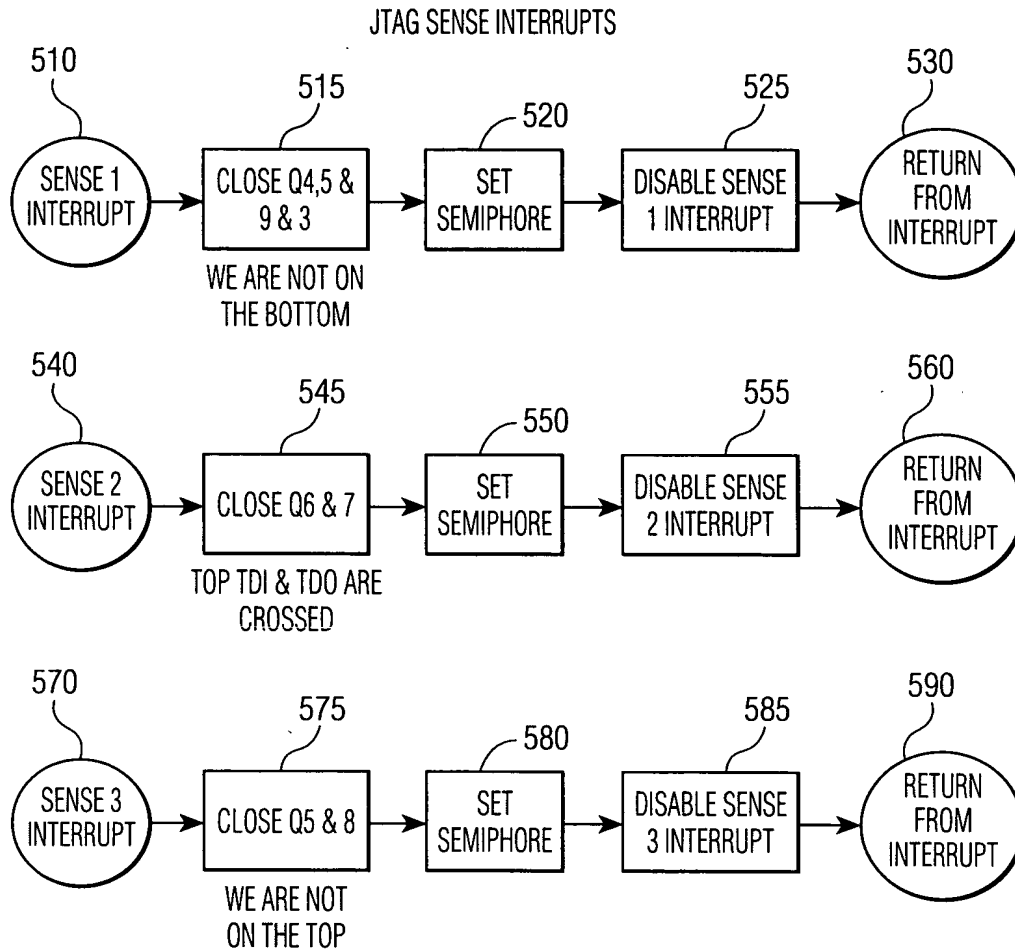 JTAG SENSE INTERRUPTS
510
515
520
525
530
SENSE 1
INTERRUPT
CLOSE Q4,5 &
9 & 3
SET
SEMIPHORE
DISABLE SENSE
1 INTERRUPT
RETURN
FROM
INTERRUPT
WE ARE NOT ON
THE BOTTOM
540
545
550
555
560
SENSE 2
INTERRUPT
CLOSE Q6 & 7
SET
SEMIPHORE
DISABLE SENSE
2 INTERRUPT
RETURN
FROM
INTERRUPT
TOP TDI & TDO ARE
CROSSED
570
575
580
585
590
SENSE 3
INTERRUPT
CLOSE Q5 & 8
SET
SEMIPHORE
DISABLE SENSE
3 INTERRUPT
RETURN
FROM
INTERRUPT
WE ARE NOT
ON THE TOP